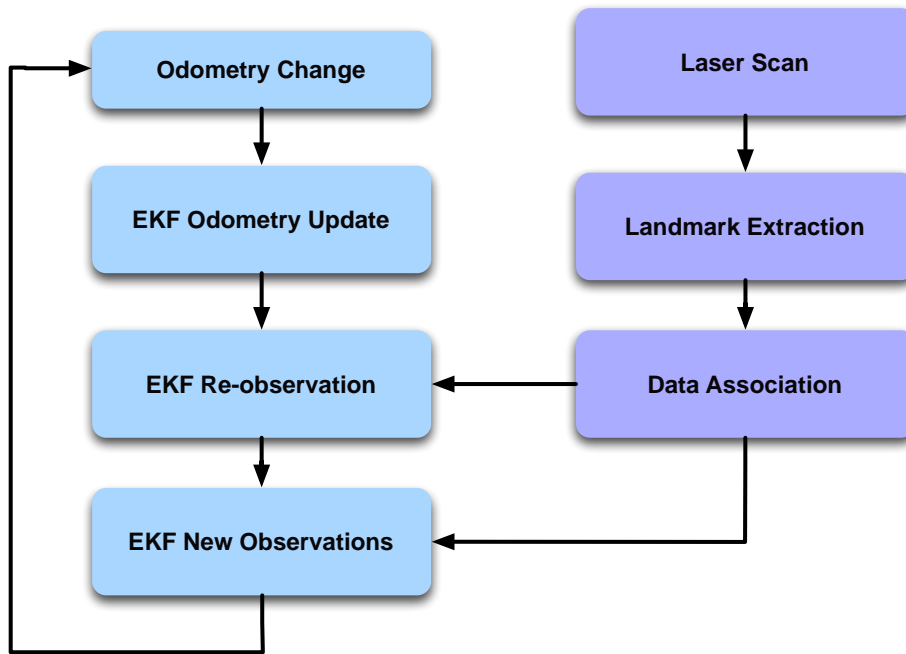 Odometry Change
EKF Odometry Update
EKF Re-observation
EKF New Observations
Laser Scan
Landmark Extraction
Data Association